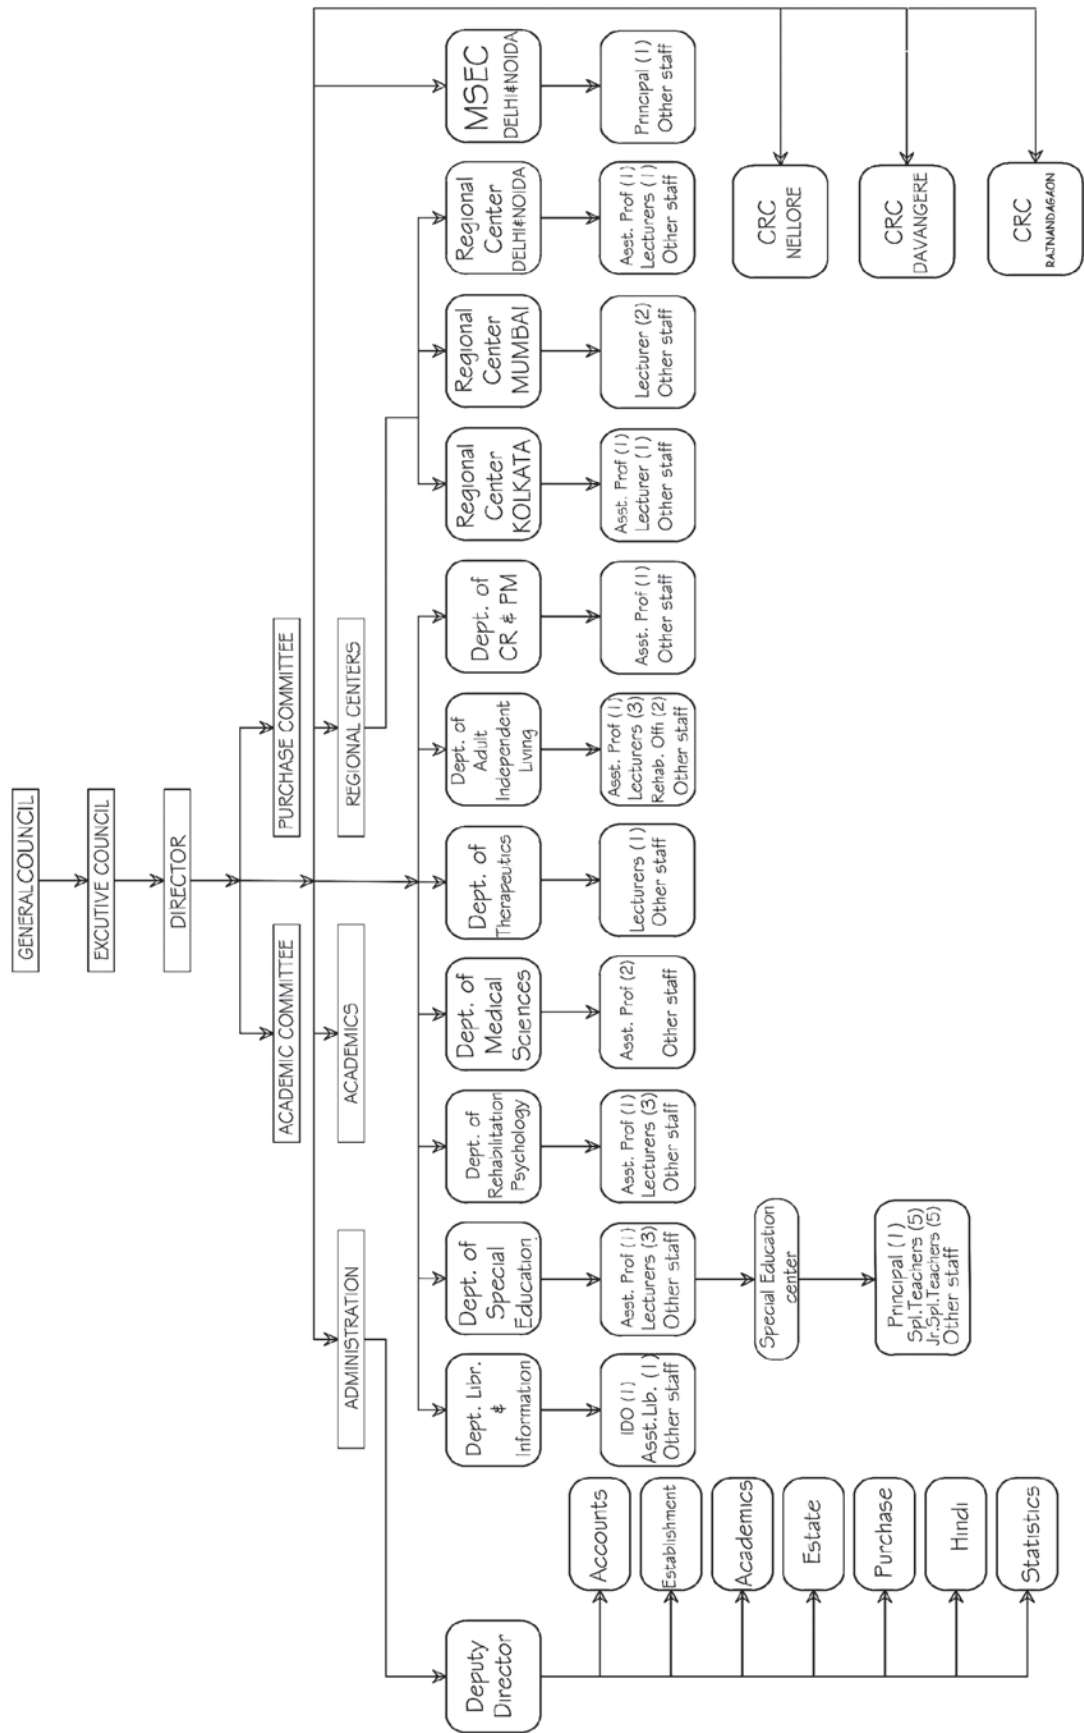 GENERAL COUNCIL
EXCUTIVE COUNCIL
DIRECTOR
ACADEMIC COMMITTEE
PURCHASE COMMITTEE
ADMINISTRATION
ACADEMICS
REGIONAL CENTERS
Deputy
Director
Dept. Libr.
&
Information
Dept. of
Special
Education
Dept. of
Rehabilitation
Psychology
Dept. of
Medical
Sciences
Dept. of
Therapeutics
Dept. of
Adult
Independent
Living
Dept. of
CR & PM
Regional
Center
KOLKATA
Regional
Center
MUMBAI
Regional
Center
DELHI&NOIDA
MSEC
DELHI&NOIDA
IDO (1)
Asst.Lib. (1)
Other staff
Asst. Prof (1)
Lecturers (3)
Other staff
Asst. Prof (1)
Lecturers (3)
Other staff
Asst. Prof (2)
Other staff
Lecturers (1)
Other staff
Asst. Prof (1)
Lecturers (3)
Rehab. Offi (2)
Other staff
Asst. Prof (1)
Other staff
Asst. Prof (1)
Lecturer (1)
Other staff
Lecturer (2)
Other staff
Asst. Prof (1)
Lecturers (1)
Other staff
Principal (1)
Other staff
Accounts
Establishment
Academics
Estate
Purchase
Hindi
Statistics
Special Education
center
Principal (1)
Spl.Teachers (5)
Jr.Spl.Teachers (5)
Other staff
CRC
NELLORE
CRC
DAVANGERE
CRC
RAJNANDAGAON